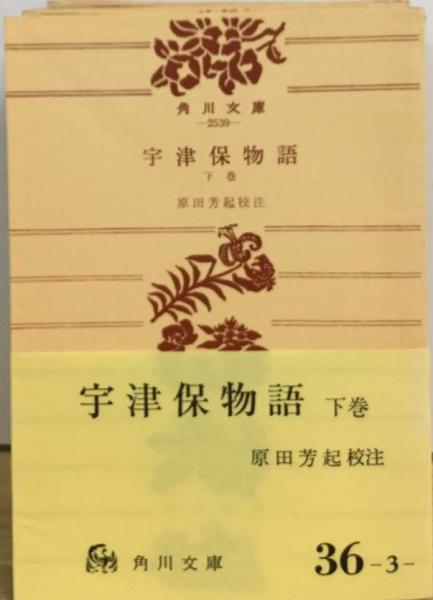 角川文庫
—2539—
宇津保物語
下巻
原田芳起校注
宇津保物語 下巻
原田芳起校注
角川文庫 36-3-